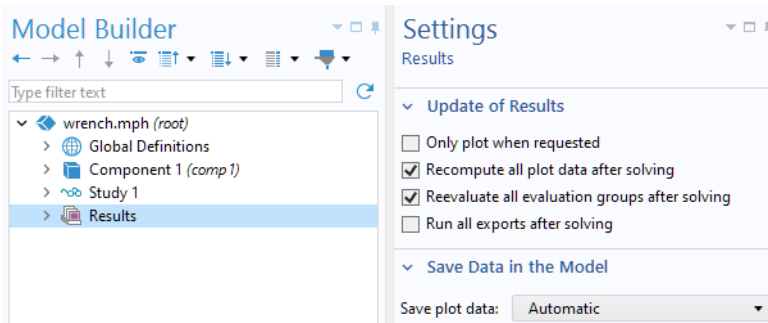 Model Builder
Type filter text
wrench.mph (root)
Global Definitions
Component 1 (comp1)
Study 1
Results
Settings
Results
Update of Results
Only plot when requested
Recompute all plot data after solving
Reevaluate all evaluation groups after solving
Run all exports after solving
Save Data in the Model
Save plot data: Automatic